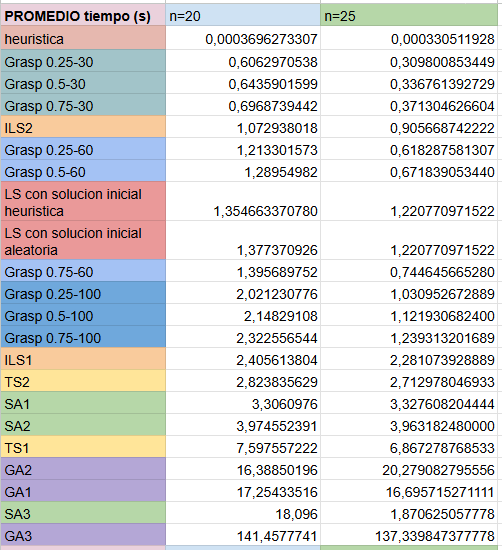 PROMEDIO tiempo (s) n=20 n=25
heuristica 0,0003696273307 0,000330511928
Grasp 0.25-30 0,6062970538 0,309800853449
Grasp 0.5-30 0,6435901599 0,336761392729
Grasp 0.75-30 0,6968739442 0,371304626604
ILS2 1,072938018 0,905668742222
Grasp 0.25-60 1,213301573 0,618287581307
Grasp 0.5-60 1,28954982 0,671839053440
LS con solucion inicial
heuristica 1,354663370780 1,220770971522
LS con solucion inicial
aleatoria 1,377370926 1,220770971522
Grasp 0.75-60 1,395689752 0,744645665280
Grasp 0.25-100 2,021230776 1,030952672889
Grasp 0.5-100 2,14829108 1,121930682400
Grasp 0.75-100 2,322556544 1,239313201689
ILS1 2,405613804 2,281073928889
TS2 2,823835629 2,712978046933
SA1 3,3060976 3,327608204444
SA2 3,974552391 3,963182480000
TS1 7,597557222 6,867278768533
GA2 16,38850196 20,279082795556
GA1 17,25433516 16,695715271111
SA3 18,096 1,870625057778
GA3 141,4577741 137,339847377778